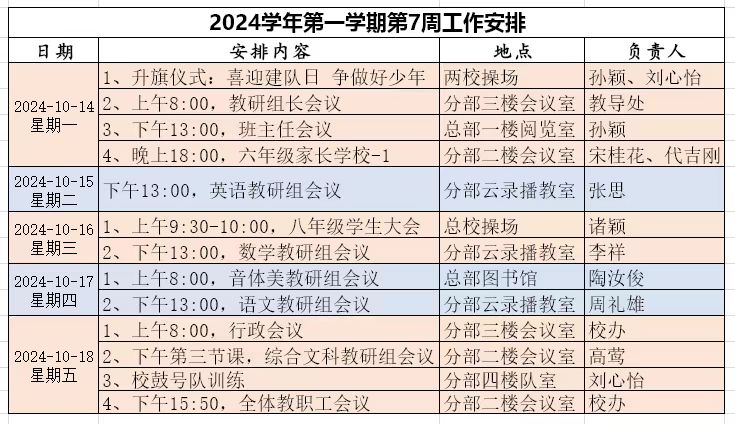 2024学年第一学期第7周工作安排
日期 安排内容 地点 负责人
2024-10-14 星期一
1、升旗仪式：喜迎建队日 争做好少年 两校操场 孙颖、刘心怡
2、上午8:00，教研组长会议 分部三楼会议室 教导处
3、下午13:00，班主任会议 总部一楼阅览室 孙颖
4、晚上18:00，六年级家长学校-1 分部二楼会议室 宋桂花、代吉刚
2024-10-15 星期二
下午13:00，英语教研组会议 分部云录播教室 张思
2024-10-16 星期三
1、上午9:30-10:00，八年级学生大会 总校操场 诸颖
2、下午13:00，数学教研组会议 分部云录播教室 李祥
2024-10-17 星期四
1、上午8:00，音体美教研组会议 总部图书馆 陶汝俊
2、下午13:00，语文教研组会议 分部云录播教室 周礼雄
2024-10-18 星期五
1、上午8:00，行政会议 分部三楼会议室 校办
2、下午第三节课，综合文科教研组会议 分部二楼会议室 高莺
3、校鼓号队训练 分部四楼队室 刘心怡
4、下午15:50，全体教职工会议 分部二楼会议室 校办